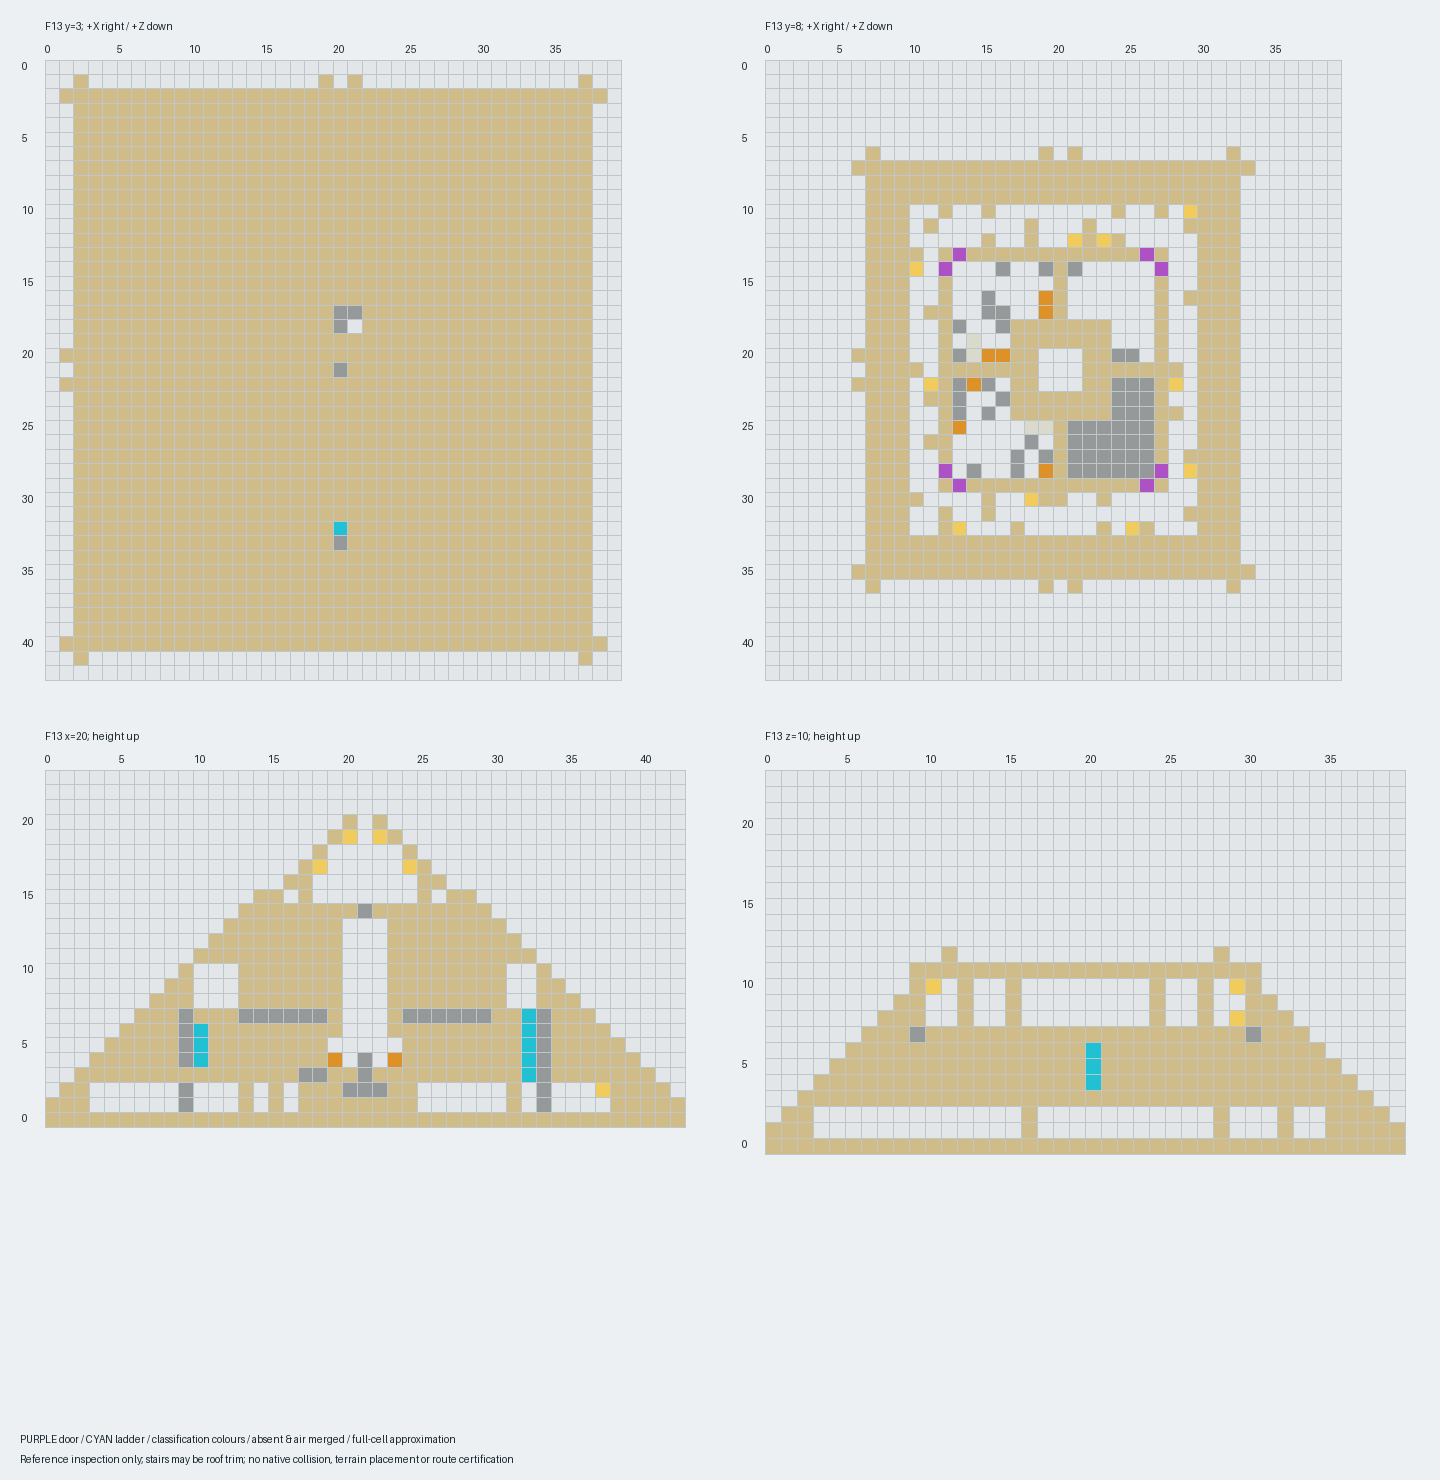 F13 y=3; +X right / +Z down
0 5 10 15 20 25 30 35
0
5
10
15
20
25
30
35
40
F13 y=8; +X right / +Z down
0 5 10 15 20 25 30 35
0
5
10
15
20
25
30
35
40
F13 x=20; height up
0 5 10 15 20 25 30 35 40
20
15
10
5
0
F13 z=10; height up
0 5 10 15 20 25 30 35
20
15
10
5
0
PURPLE door / CYAN ladder / classification colours / absent & air merged / full-cell approximation
Reference inspection only; stairs may be roof trim; no native collision, terrain placement or route certification